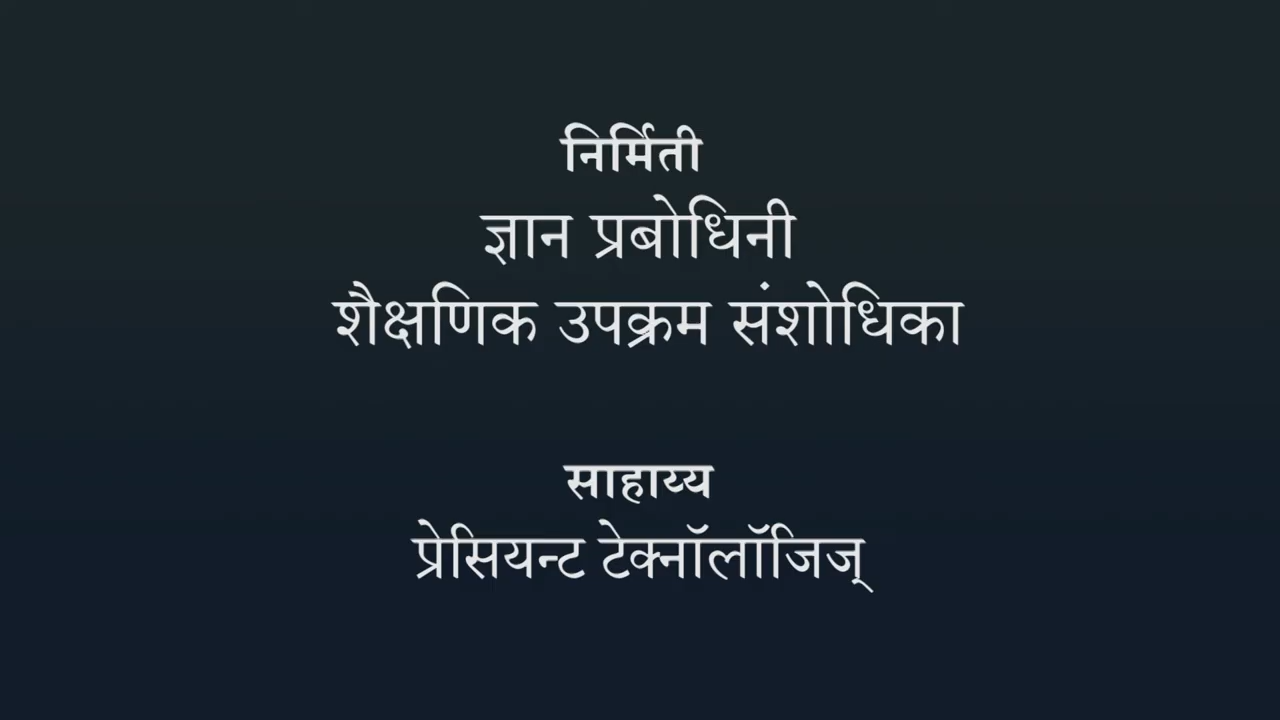 निर्मिती
ज्ञान प्रबोधिनी
शैक्षणिक उपक्रम संशोधिका
साहाय्य
प्रेसियन्ट टेक्नॉलॉजिज्